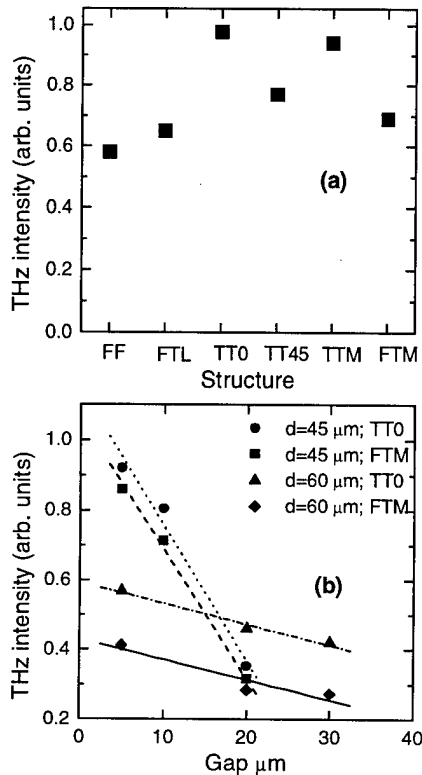 1.0
0.8
0.6
0.4
0.2
0.0
THz intensity (arb. units)
(a)
FF FTL TT0 TT45 TTM FTM
Structure
1.0
0.8
0.6
0.4
0.2
THz intensity (arb. units)
d=45 μm; TT0
d=45 μm; FTM
d=60 μm; TT0
d=60 μm; FTM
(b)
0 10 20 30 40
Gap μm